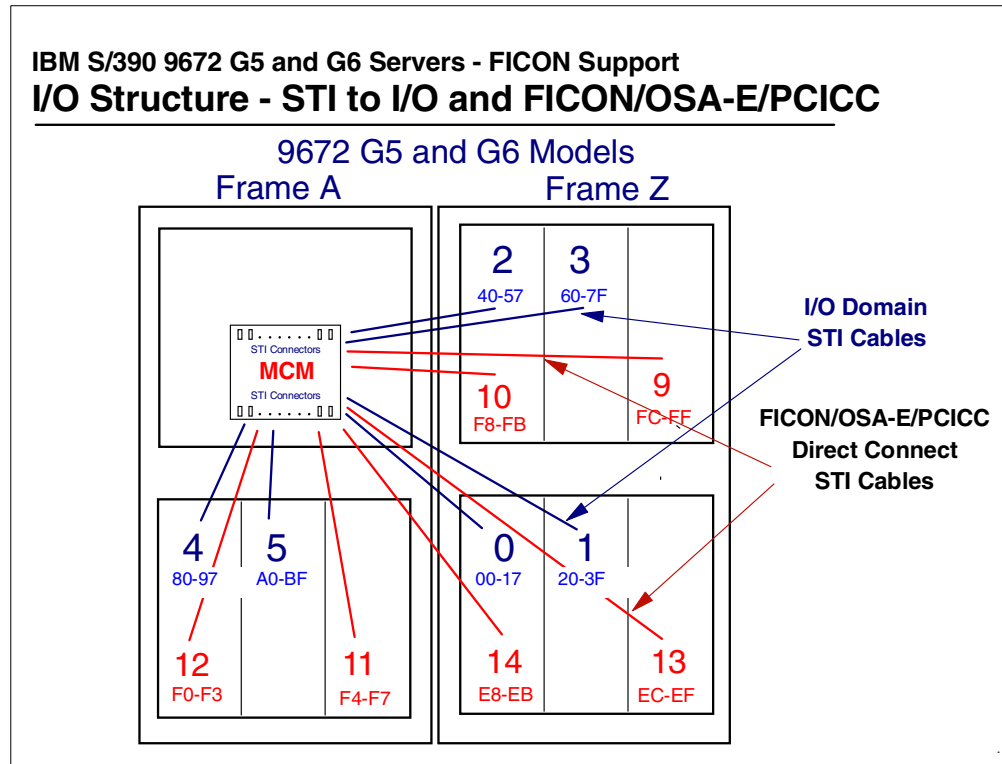 IBM S/390 9672 G5 and G6 Servers - FICON Support
I/O Structure - STI to I/O and FICON/OSA-E/PCICC
9672 G5 and G6 Models
Frame A
Frame Z
STI Connectors
MCM
STI Connectors
2
40-57
3
60-7F
10
F8-FB
9
FC-FF
I/O Domain
STI Cables
FICON/OSA-E/PCICC
Direct Connect
STI Cables
4
80-97
5
A0-BF
12
F0-F3
11
F4-F7
0
00-17
1
20-3F
14
E8-EB
13
EC-EF